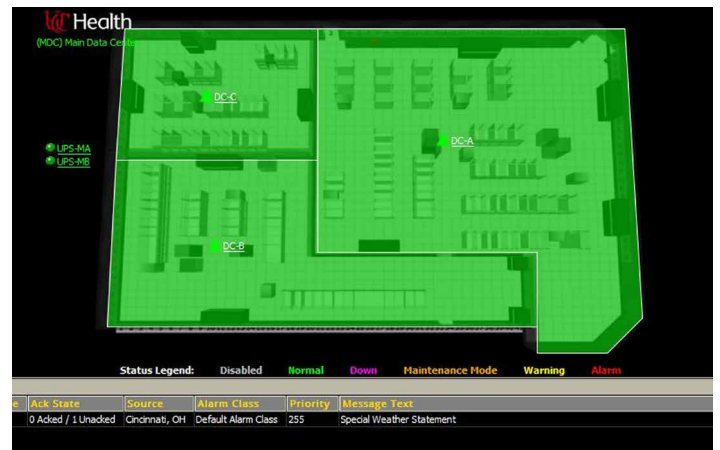 UC Health
(MDC) Main Data Center
DC-C
DC-A
UPS-MA
UPS-MB
DC-B
Status Legend: Disabled Normal Down Maintenance Mode Warning Alarm
e Ack State Source Alarm Class Priority Message Text
0 Acked / 1 Unacked Cincinnati, OH Default Alarm Class 255 Special Weather Statement